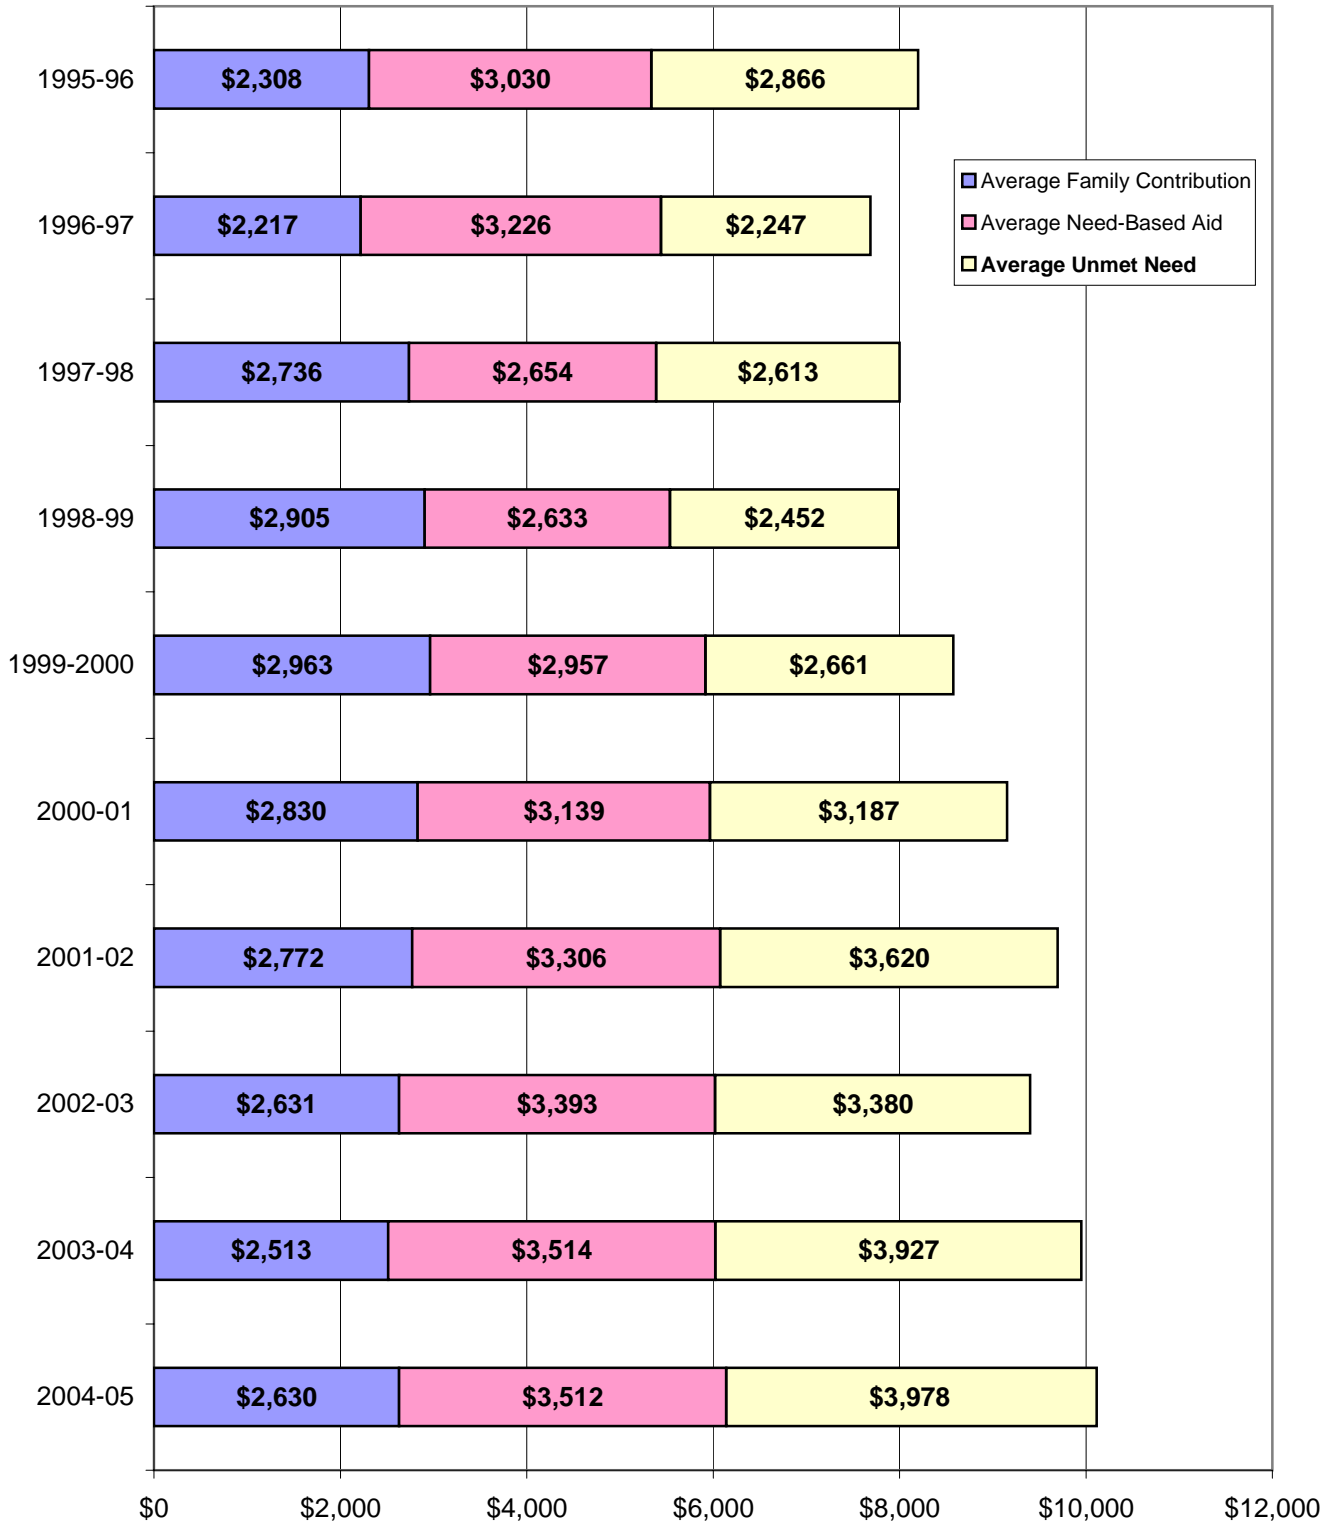 1995-96 $2,308 $3,030 $2,866
Average Family Contribution
Average Need-Based Aid
Average Unmet Need
1996-97 $2,217 $3,226 $2,247
1997-98 $2,736 $2,654 $2,613
1998-99 $2,905 $2,633 $2,452
1999-2000 $2,963 $2,957 $2,661
2000-01 $2,830 $3,139 $3,187
2001-02 $2,772 $3,306 $3,620
2002-03 $2,631 $3,393 $3,380
2003-04 $2,513 $3,514 $3,927
2004-05 $2,630 $3,512 $3,978
$0 $2,000 $4,000 $6,000 $8,000 $10,000 $12,000